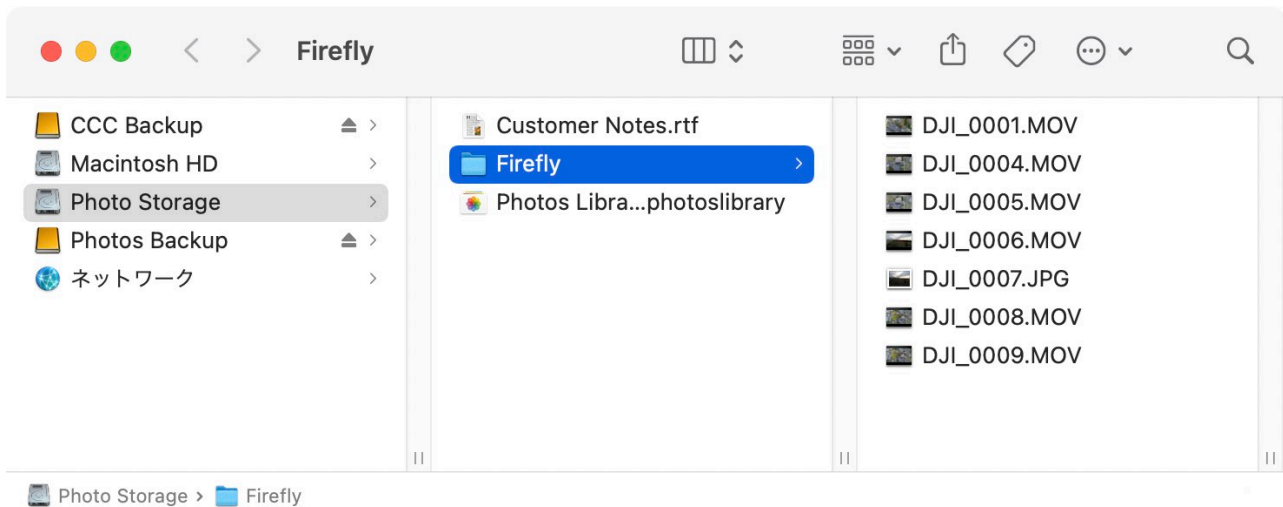 Firefly
CCC Backup
Macintosh HD
Photo Storage
Photos Backup
ネットワーク
Customer Notes.rtf
Firefly
Photos Libra...photoslibrary
DJI_0001.MOV
DJI_0004.MOV
DJI_0005.MOV
DJI_0006.MOV
DJI_0007.JPG
DJI_0008.MOV
DJI_0009.MOV
Photo Storage › Firefly